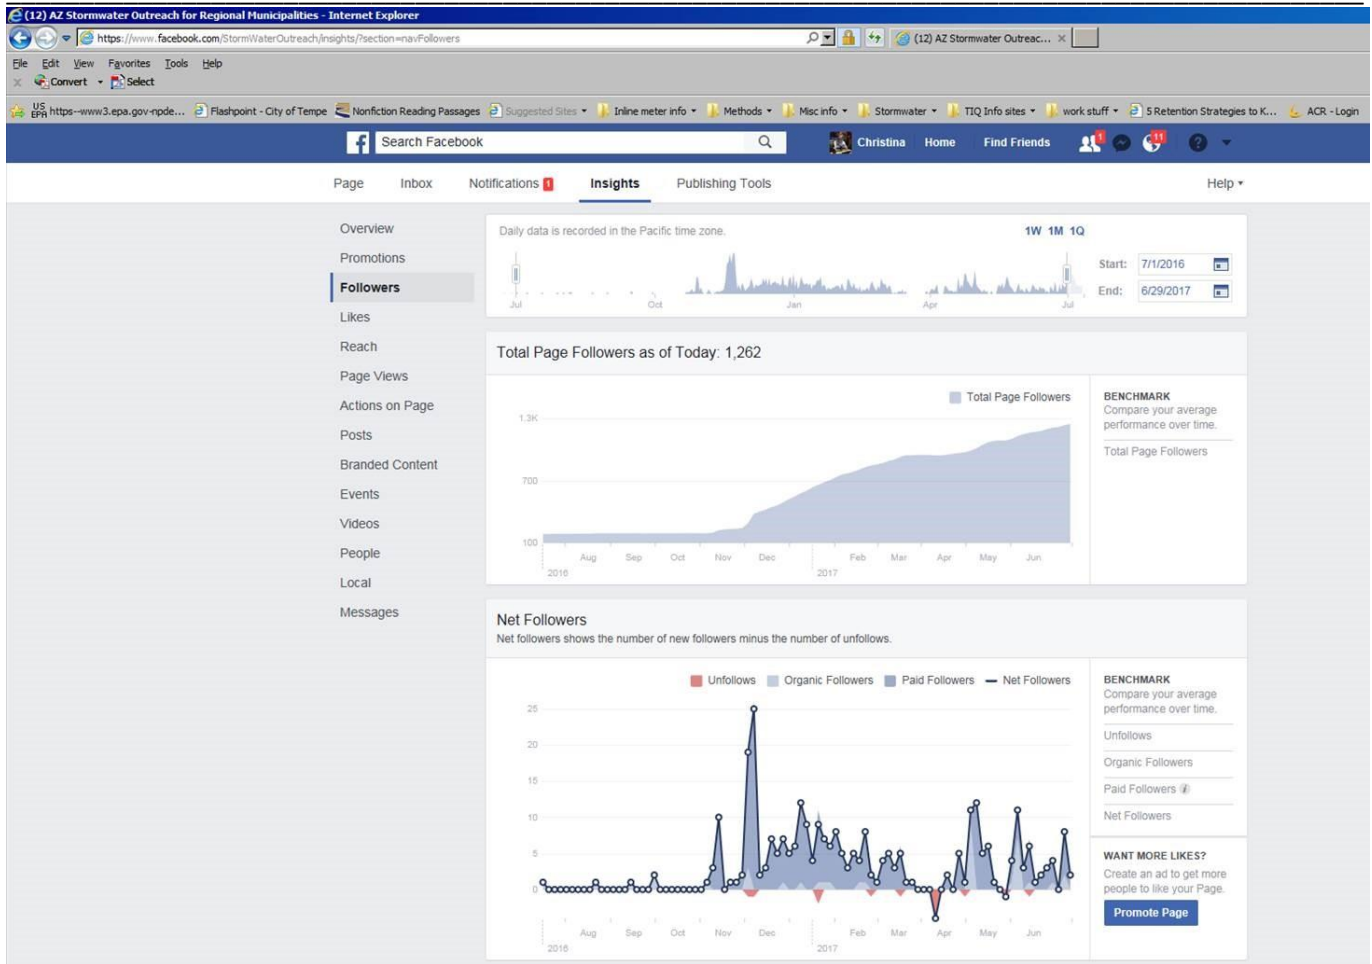 (12) AZ Stormwater Outreach for Regional Municipalities - Internet Explorer
https://www.facebook.com/StormWaterOutreach/insights/?section=navFollowers
(12) AZ Stormwater Outreac...
File Edit View Favorites Tools Help
Convert Select
US EPA https--www3.epa.gov-npde... Flashpoint - City of Tempe Nonfiction Reading Passages Suggested Sites Inline meter info Methods Misc info Stormwater TIQ Info sites work stuff 5 Retention Strategies to K... ACR - Login
Search Facebook
Christina Home Find Friends 1 11
Page Inbox Notifications 1 Insights Publishing Tools Help
Overview
Promotions
Followers
Likes
Reach
Page Views
Actions on Page
Posts
Branded Content
Events
Videos
People
Local
Messages
Daily data is recorded in the Pacific time zone.
1W 1M 1Q
Start: 7/1/2016
End: 6/29/2017
Jul Oct Jan Apr Jul
Total Page Followers as of Today: 1,262
Total Page Followers
1.3K
700
100
Aug Sep Oct Nov Dec Feb Mar Apr May Jun
2016 2017
BENCHMARK
Compare your average
performance over time.
Total Page Followers
Net Followers
Net followers shows the number of new followers minus the number of unfollows.
Unfollows Organic Followers Paid Followers Net Followers
25
20
15
10
5
0
Aug Sep Oct Nov Dec Feb Mar Apr May Jun
2016 2017
BENCHMARK
Compare your average
performance over time.
Unfollows
Organic Followers
Paid Followers i
Net Followers
WANT MORE LIKES?
Create an ad to get more
people to like your Page.
Promote Page